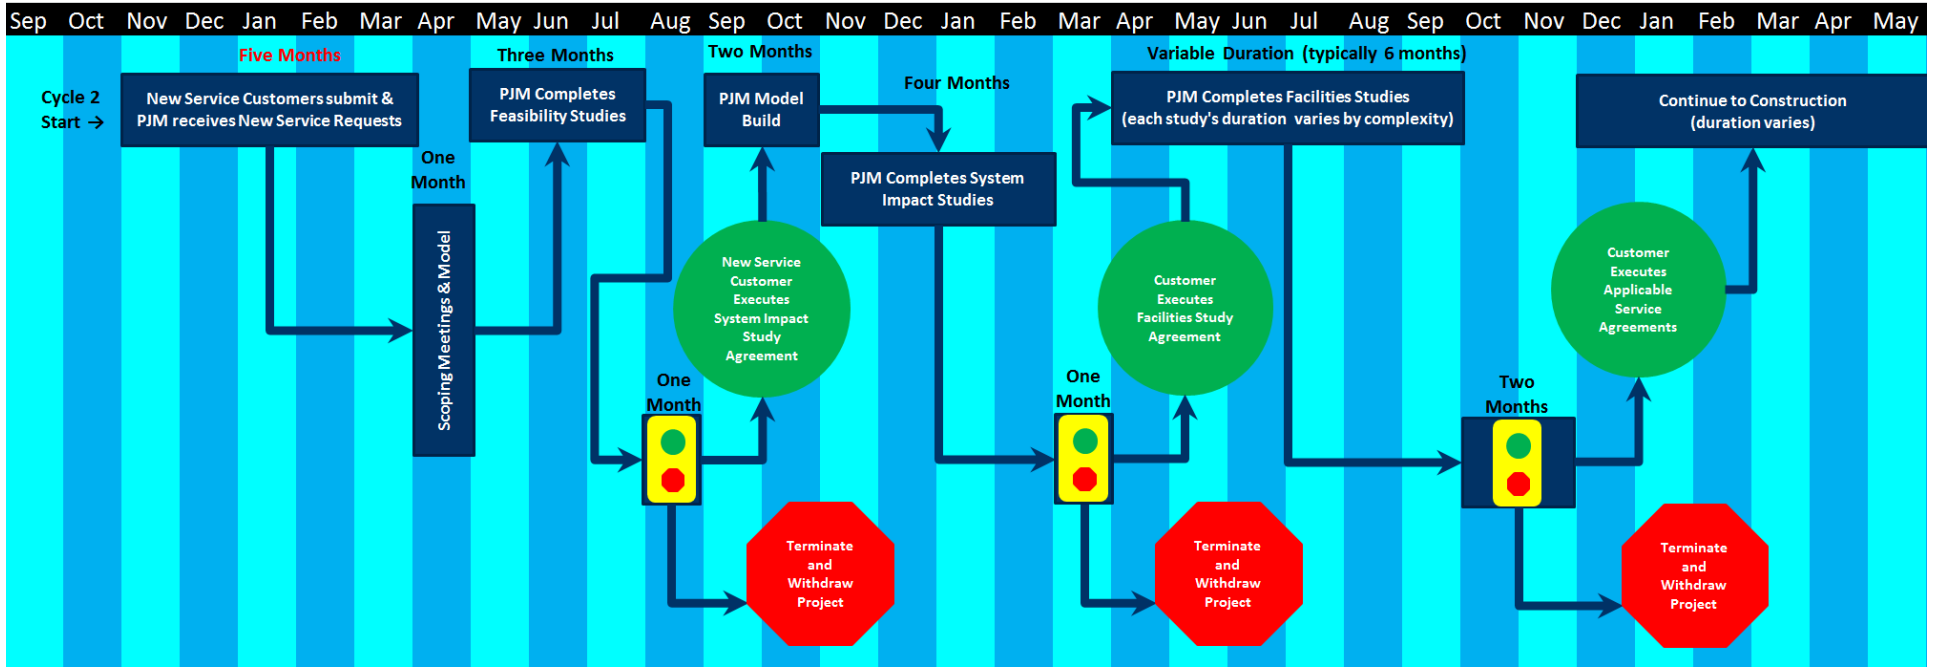 Sep Oct Nov Dec Jan Feb Mar Apr May Jun Jul Aug Sep Oct Nov Dec Jan Feb Mar Apr May Jun Jul Aug Sep Oct Nov Dec Jan Feb Mar Apr May
Cycle 2
Start →
Five Months
New Service Customers submit &
PJM receives New Service Requests
One
Month
Scoping Meetings & Model
Three Months
PJM Completes
Feasibility Studies
One
Month
Two Months
PJM Model
Build
New Service
Customer
Executes
System Impact
Study
Agreement
Terminate
and
Withdraw
Project
Four Months
PJM Completes System
Impact Studies
One
Month
Customer
Executes
Facilities Study
Agreement
Terminate
and
Withdraw
Project
Variable Duration (typically 6 months)
PJM Completes Facilities Studies
(each study's duration varies by complexity)
Two
Months
Customer
Executes
Applicable
Service
Agreements
Terminate
and
Withdraw
Project
Continue to Construction
(duration varies)